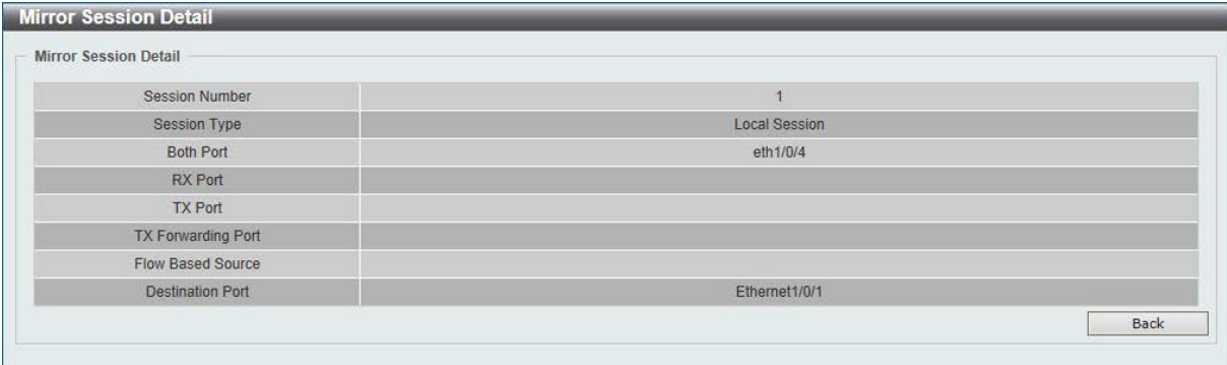 Mirror Session Detail
Mirror Session Detail
Session Number 1
Session Type Local Session
Both Port eth1/0/4
RX Port
TX Port
TX Forwarding Port
Flow Based Source
Destination Port Ethernet1/0/1
Back